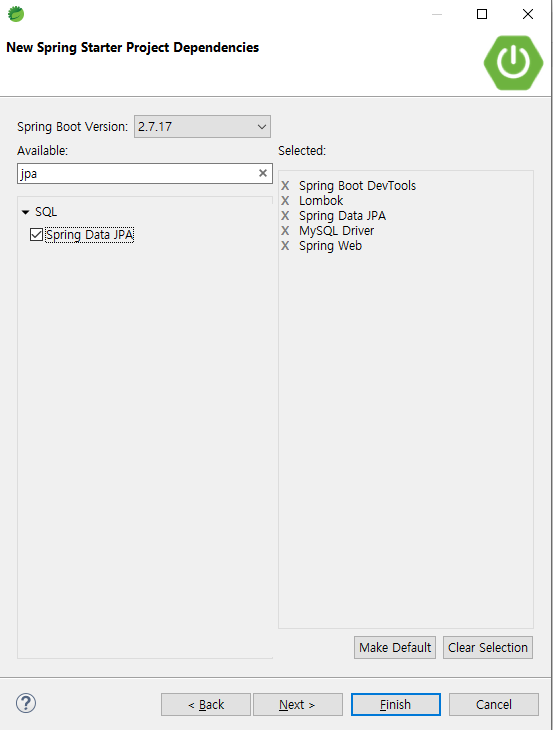 New Spring Starter Project Dependencies
Spring Boot Version: 2.7.17
Available:
Selected:
jpa
SQL
Spring Data JPA
X Spring Boot DevTools
X Lombok
X Spring Data JPA
X MySQL Driver
X Spring Web
Make Default
Clear Selection
?
< Back
Next >
Finish
Cancel